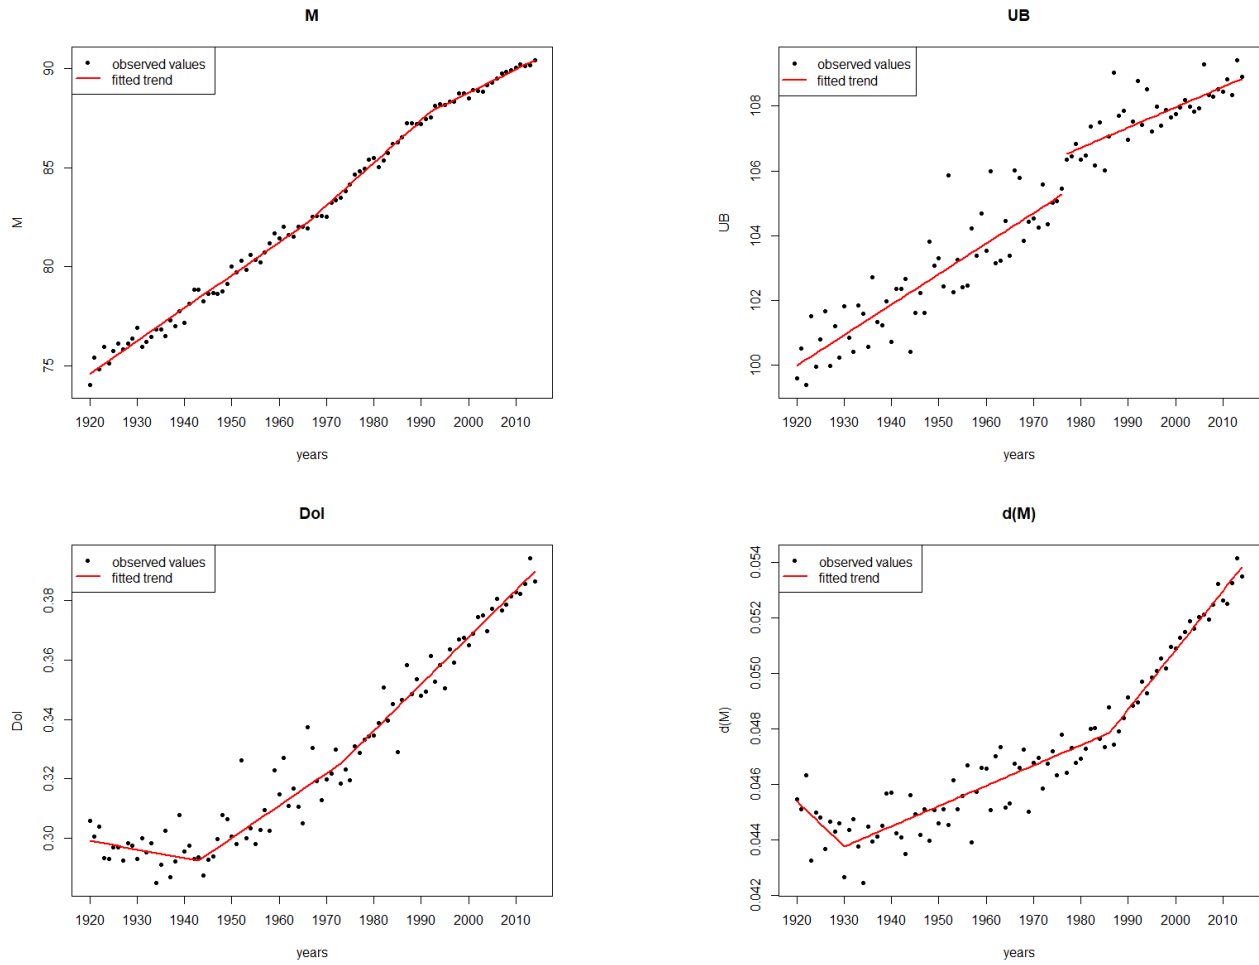 M
observed values
fitted trend
M
75
80
85
90
1920 1930 1940 1950 1960 1970 1980 1990 2000 2010
years
UB
observed values
fitted trend
UB
100
102
104
106
108
1920 1930 1940 1950 1960 1970 1980 1990 2000 2010
years
DoI
observed values
fitted trend
DoI
0.30
0.32
0.34
0.36
0.38
1920 1930 1940 1950 1960 1970 1980 1990 2000 2010
years
d(M)
observed values
fitted trend
d(M)
0.042
0.044
0.046
0.048
0.050
0.052
0.054
1920 1930 1940 1950 1960 1970 1980 1990 2000 2010
years